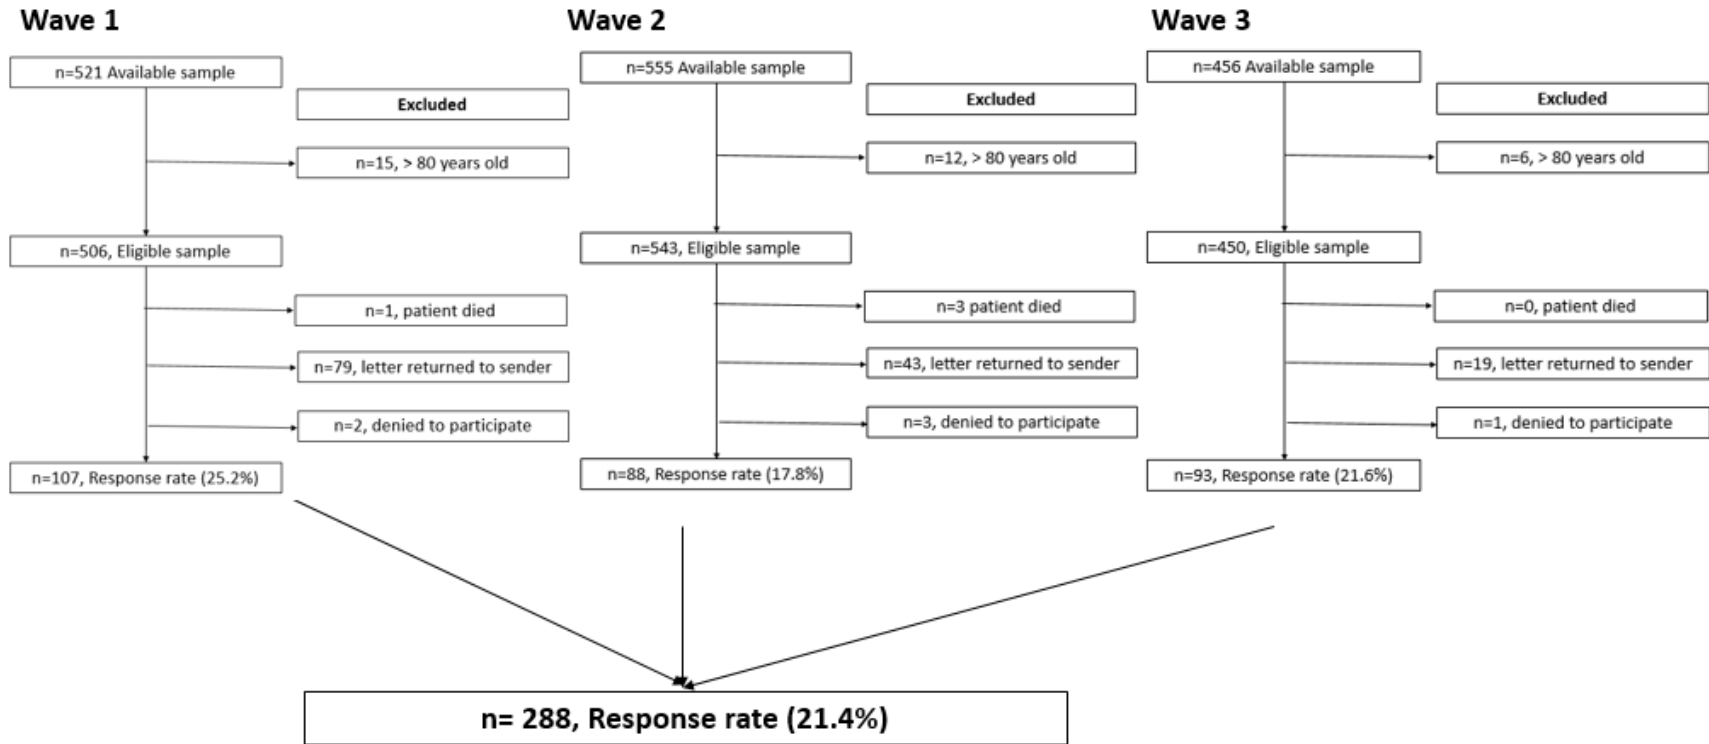 Wave 1
n=521 Available sample
Excluded
n=15, > 80 years old
n=506, Eligible sample
n=1, patient died
n=79, letter returned to sender
n=2, denied to participate
n=107, Response rate (25.2%)
Wave 2
n=555 Available sample
Excluded
n=12, > 80 years old
n=543, Eligible sample
n=3 patient died
n=43, letter returned to sender
n=3, denied to participate
n=88, Response rate (17.8%)
Wave 3
n=456 Available sample
Excluded
n=6, > 80 years old
n=450, Eligible sample
n=0, patient died
n=19, letter returned to sender
n=1, denied to participate
n=93, Response rate (21.6%)
n= 288, Response rate (21.4%)